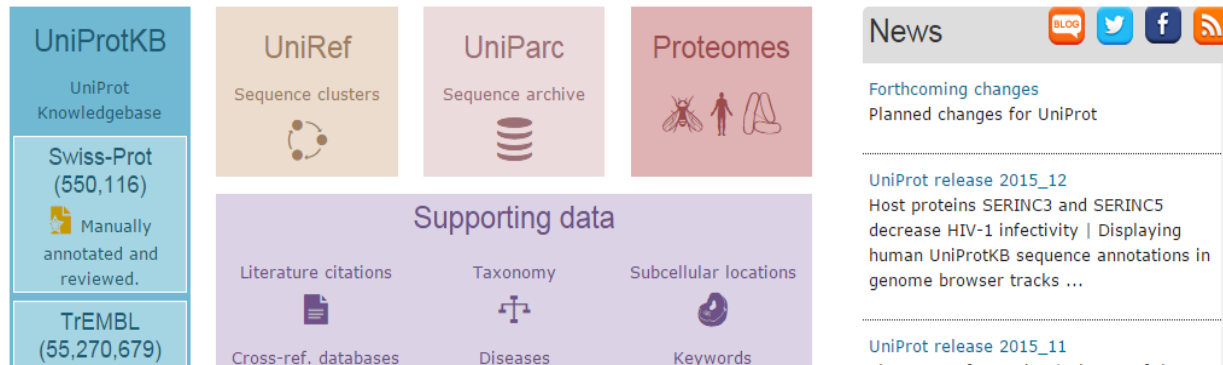 UniProtKB
UniProt
Knowledgebase
Swiss-Prot
(550,116)
Manually
annotated and
reviewed.
TrEMBL
(55,270,679)
UniRef
Sequence clusters
UniParc
Sequence archive
Proteomes
Supporting data
Literature citations
Taxonomy
Subcellular locations
Cross-ref. databases
Diseases
Keywords
News
BLOG
Forthcoming changes
Planned changes for UniProt
UniProt release 2015_12
Host proteins SERINC3 and SERINC5
decrease HIV-1 infectivity | Displaying
human UniProtKB sequence annotations in
genome browser tracks ...
UniProt release 2015_11